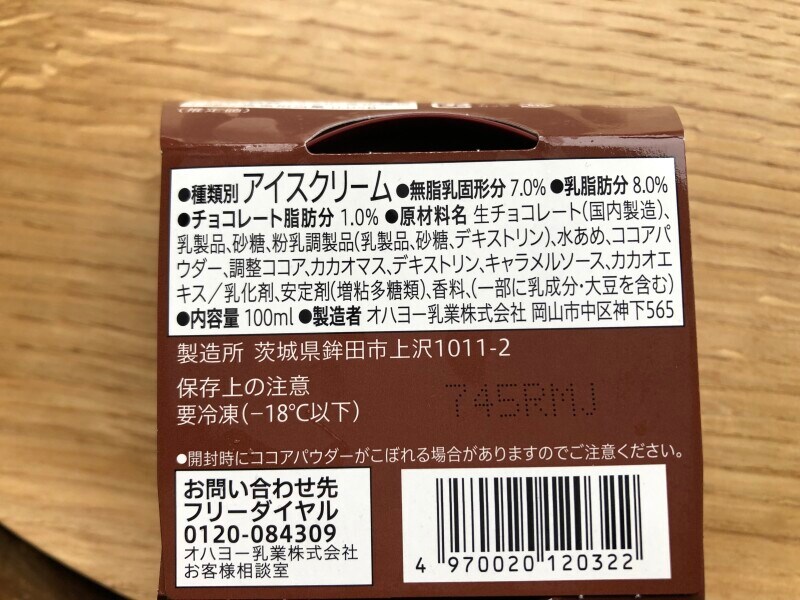 ●種類別 アイスクリーム ●無脂乳固形分 7.0% ●乳脂肪分 8.0%
●チョコレート脂肪分 1.0% ●原材料名 生チョコレート(国内製造)、
乳製品、砂糖、粉乳調製品(乳製品、砂糖、デキストリン)、水あめ、ココアパ
ウダー、調整ココア、カカオマス、デキストリン、キャラメルソース、カカオエ
キス/乳化剤、安定剤(増粘多糖類)、香料、(一部に乳成分・大豆を含む)
●内容量 100ml ●製造者 オハヨー乳業株式会社 岡山市中区神下565
製造所 茨城県鉾田市上沢1011-2
保存上の注意
要冷凍(−18℃以下)
745RMJ
●開封時にココアパウダーがこぼれる場合がありますのでご注意ください。
お問い合わせ先
フリーダイヤル
0120-084309
オハヨー乳業株式会社
お客様相談室
4 970020 120322